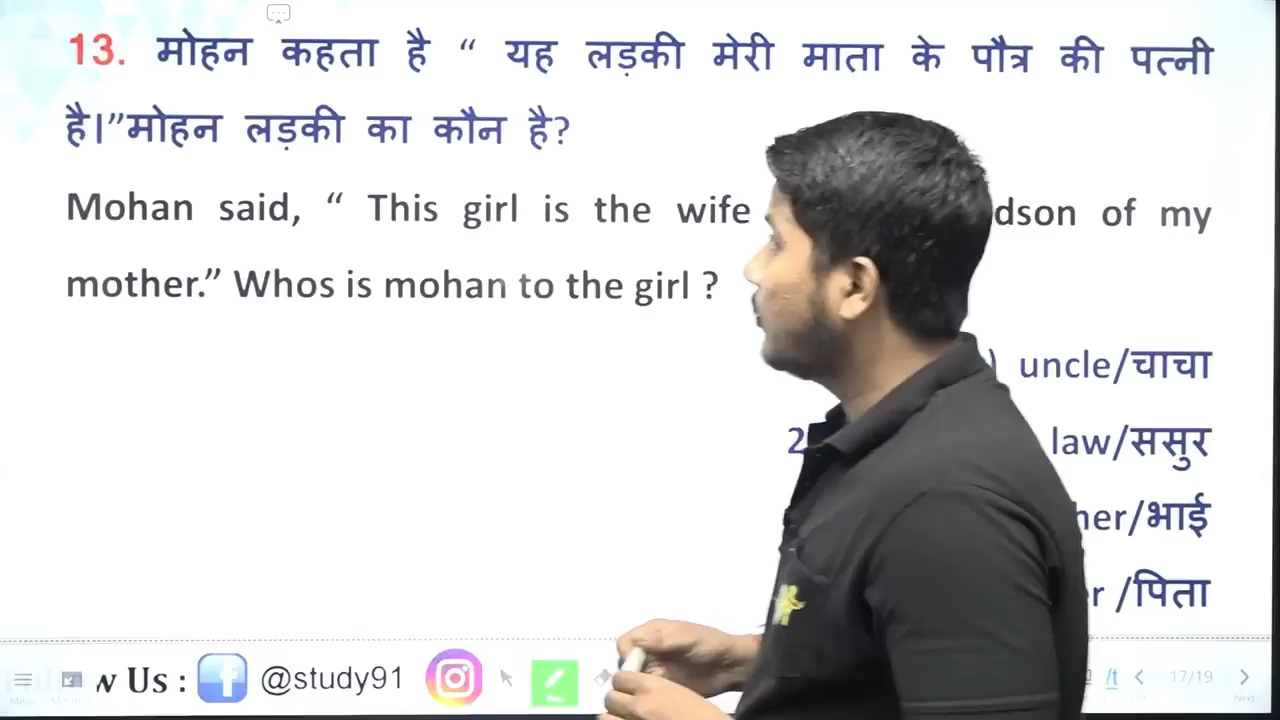 13. मोहन कहता है “ यह लड़की मेरी माता के पौत्र की पत्नी
है।”मोहन लड़की का कौन है?
Mohan said, “ This girl is the wife dson of my
mother.” Whos is mohan to the girl ?
) uncle/चाचा
2 law/ससुर
her/भाई
r /पिता
w Us : @study91
17/19